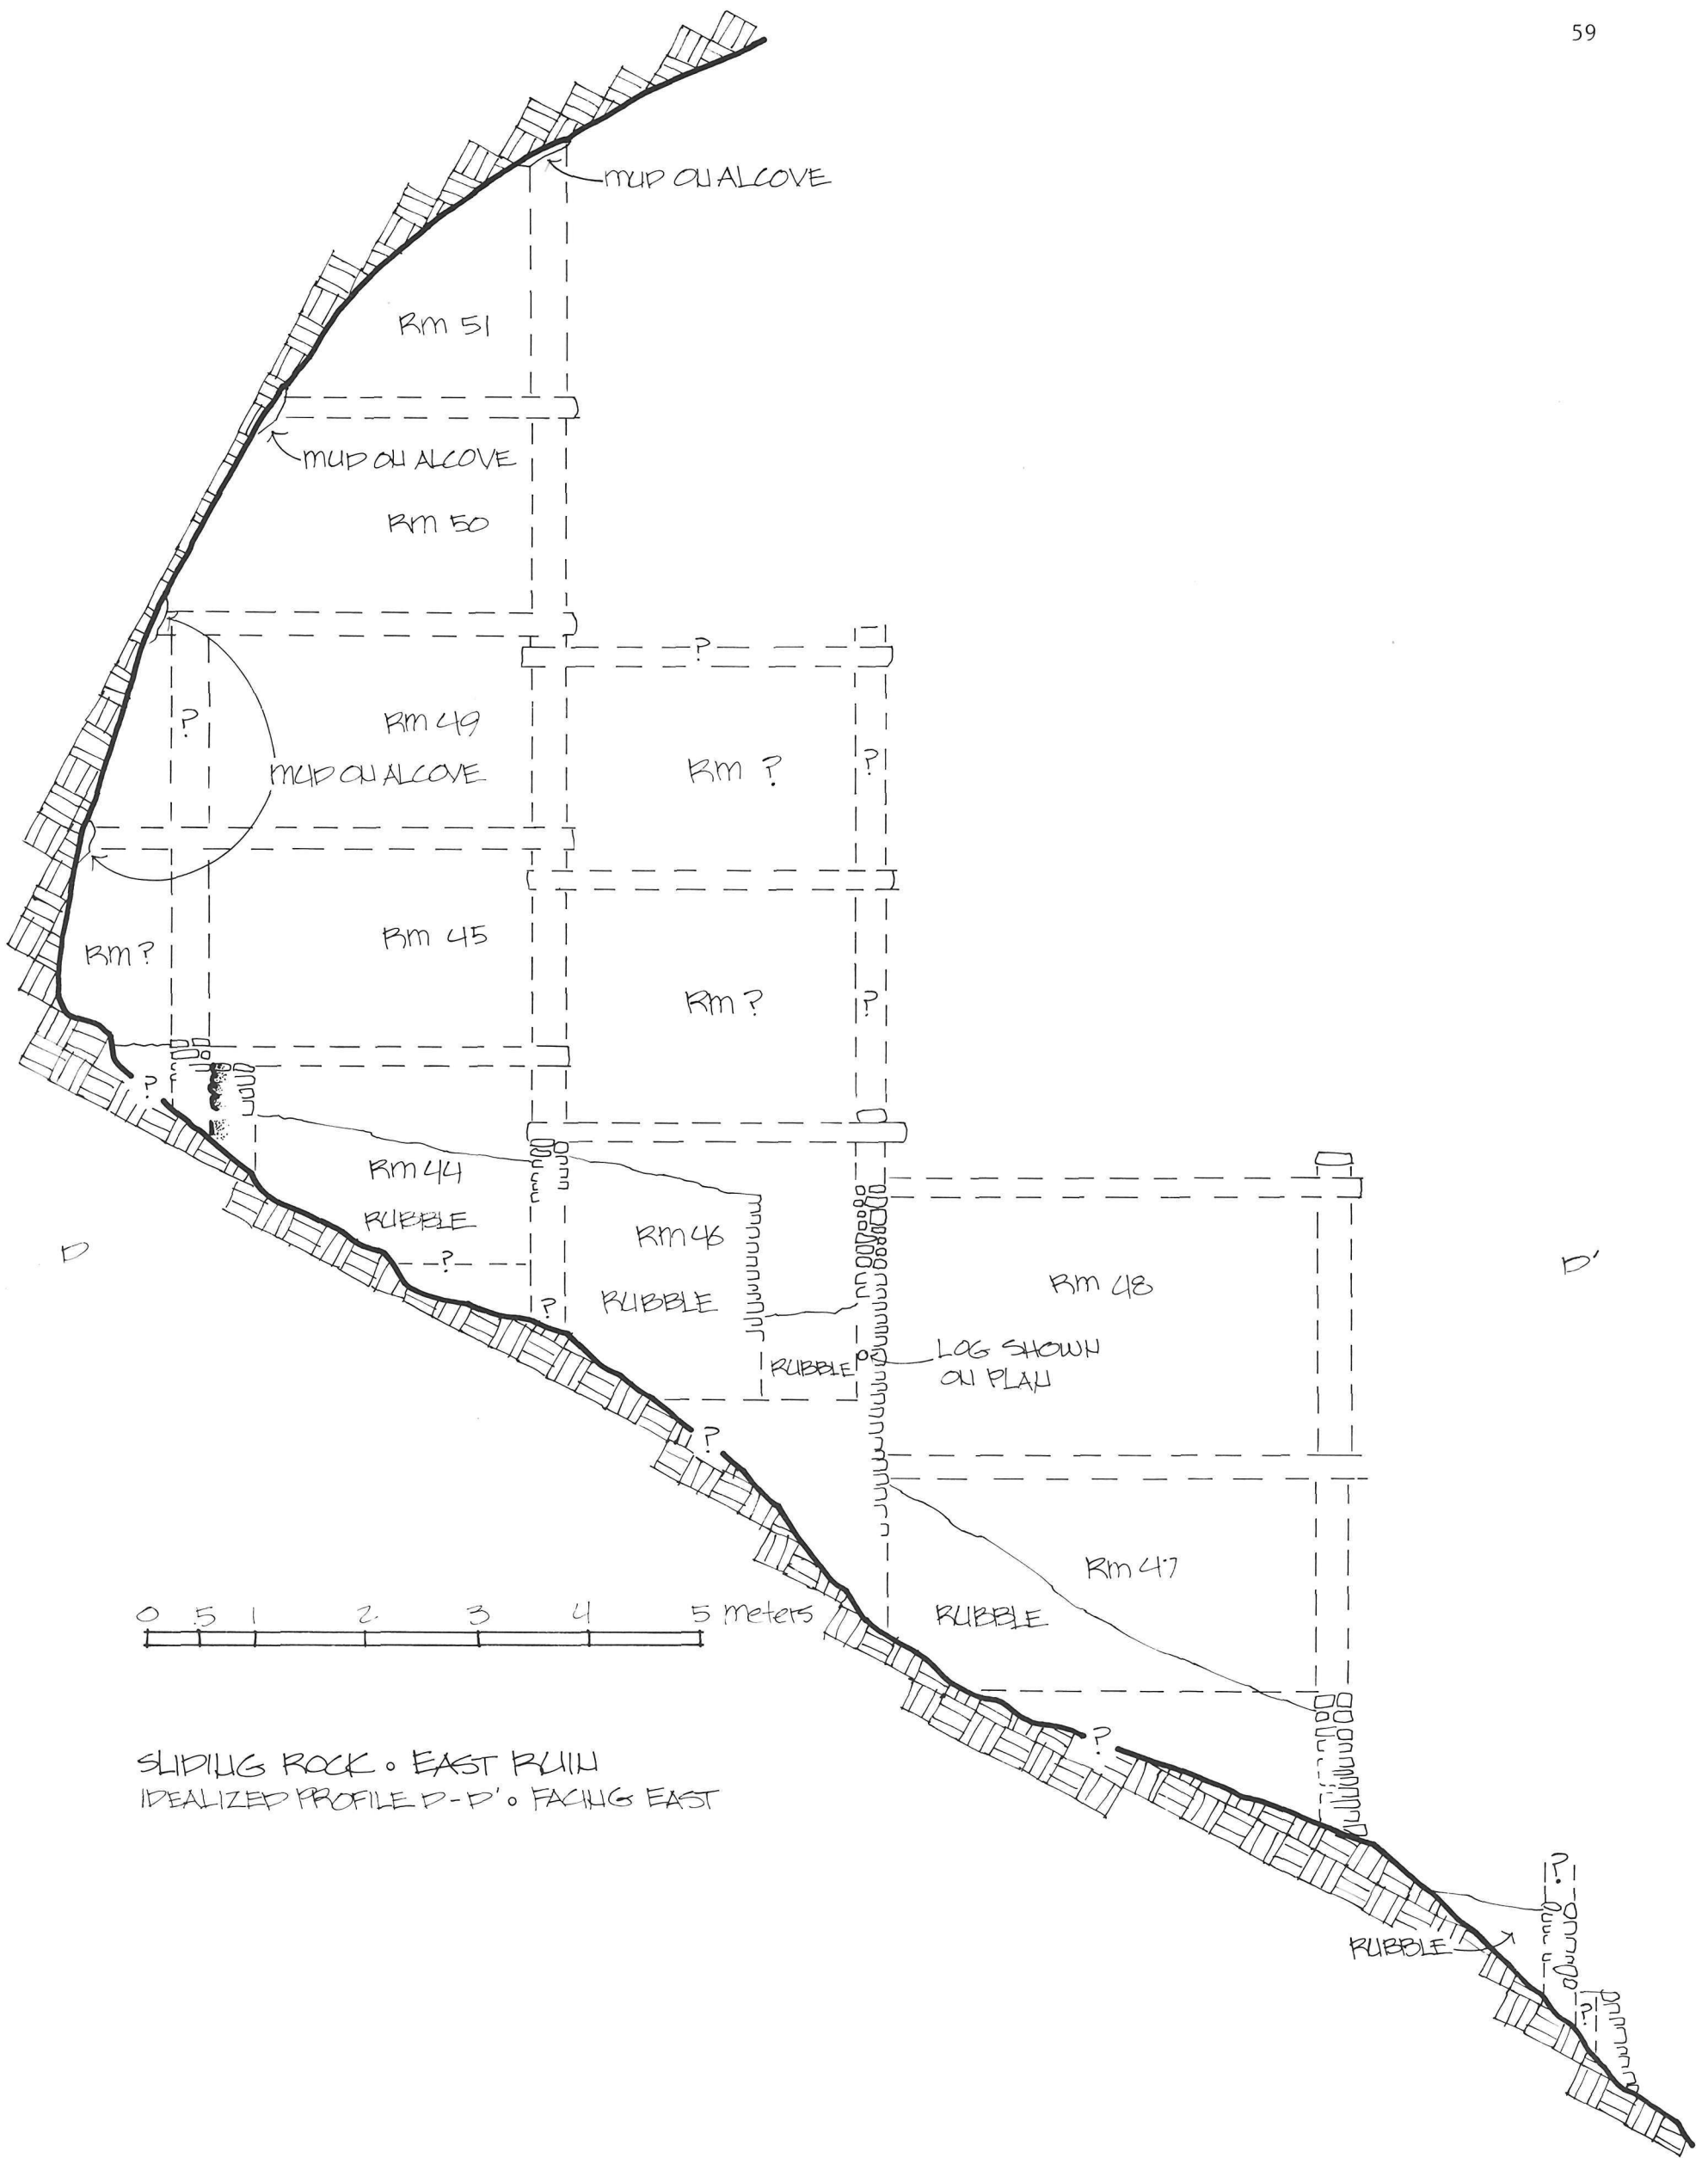 59
MUD ON ALCOVE
Rm 51
MUD ON ALCOVE
Rm 50
?
?
Rm 49
Rm ?
?
MUD ON ALCOVE
Rm ?
Rm 45
Rm ?
?
?
Rm 44
RUBBLE
?
?
Rm 46
RUBBLE
RUBBLE
Rm 48
D
D'
LOG SHOWN
ON PLAN
?
Rm 47
RUBBLE
0 .5 1 2 3 4 5 meters
?
SLIDING ROCK • EAST RUIN
IDEALIZED PROFILE D-D' • FACING EAST
?
RUBBLE
?